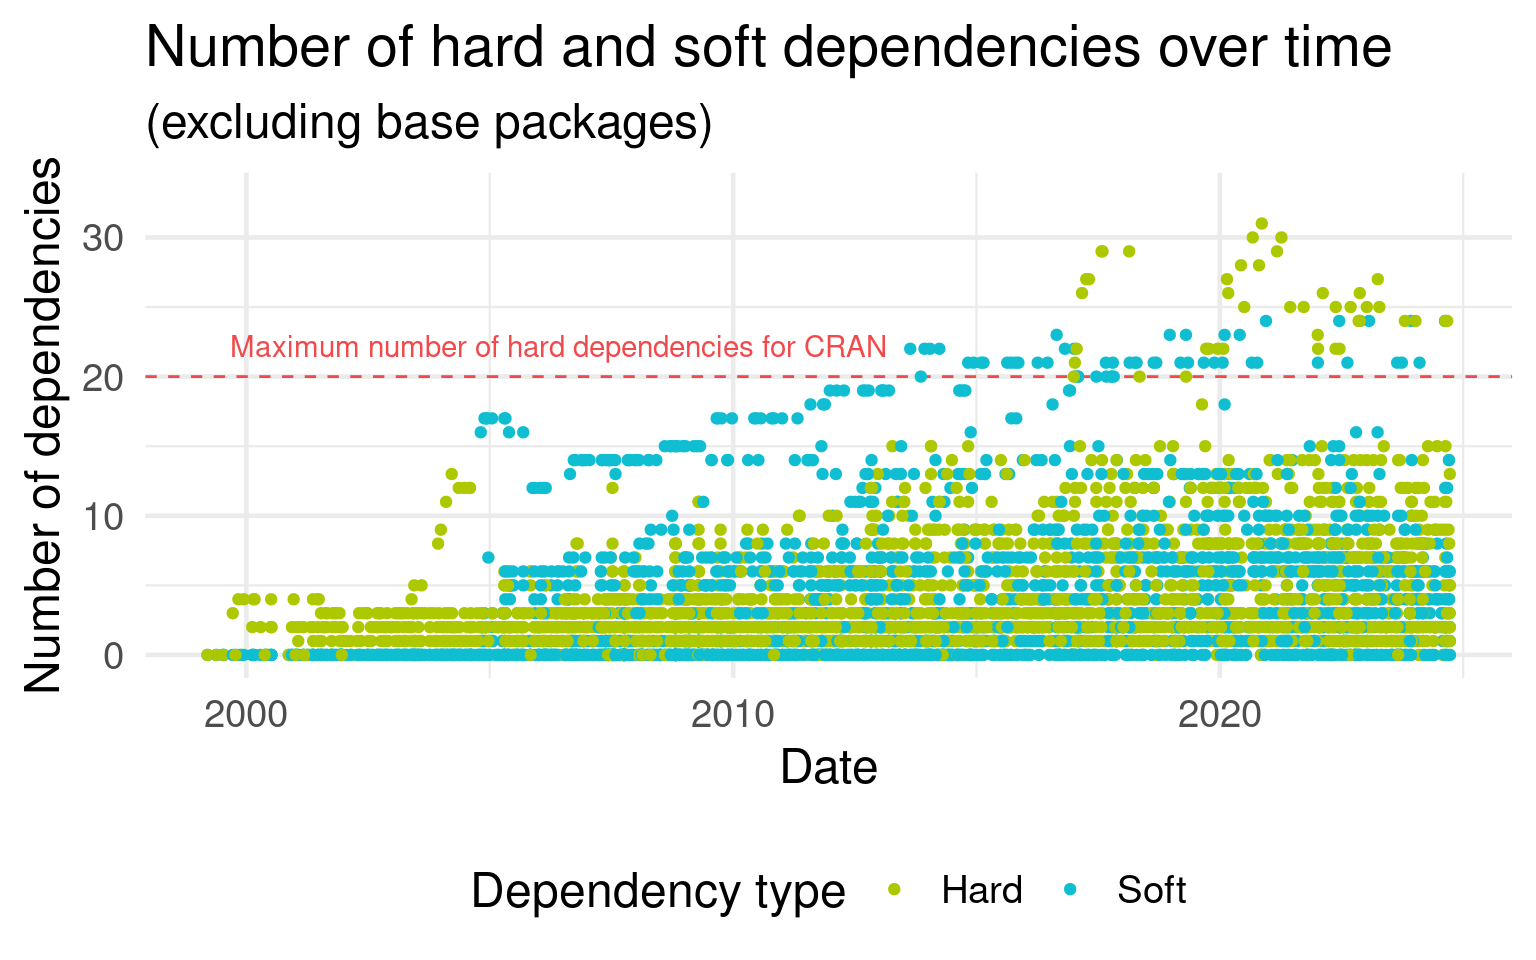 Number of hard and soft dependencies over time
(excluding base packages)
Number of dependencies
30
20
10
0
Maximum number of hard dependencies for CRAN
2000 2010 2020
Date
Dependency type Hard Soft